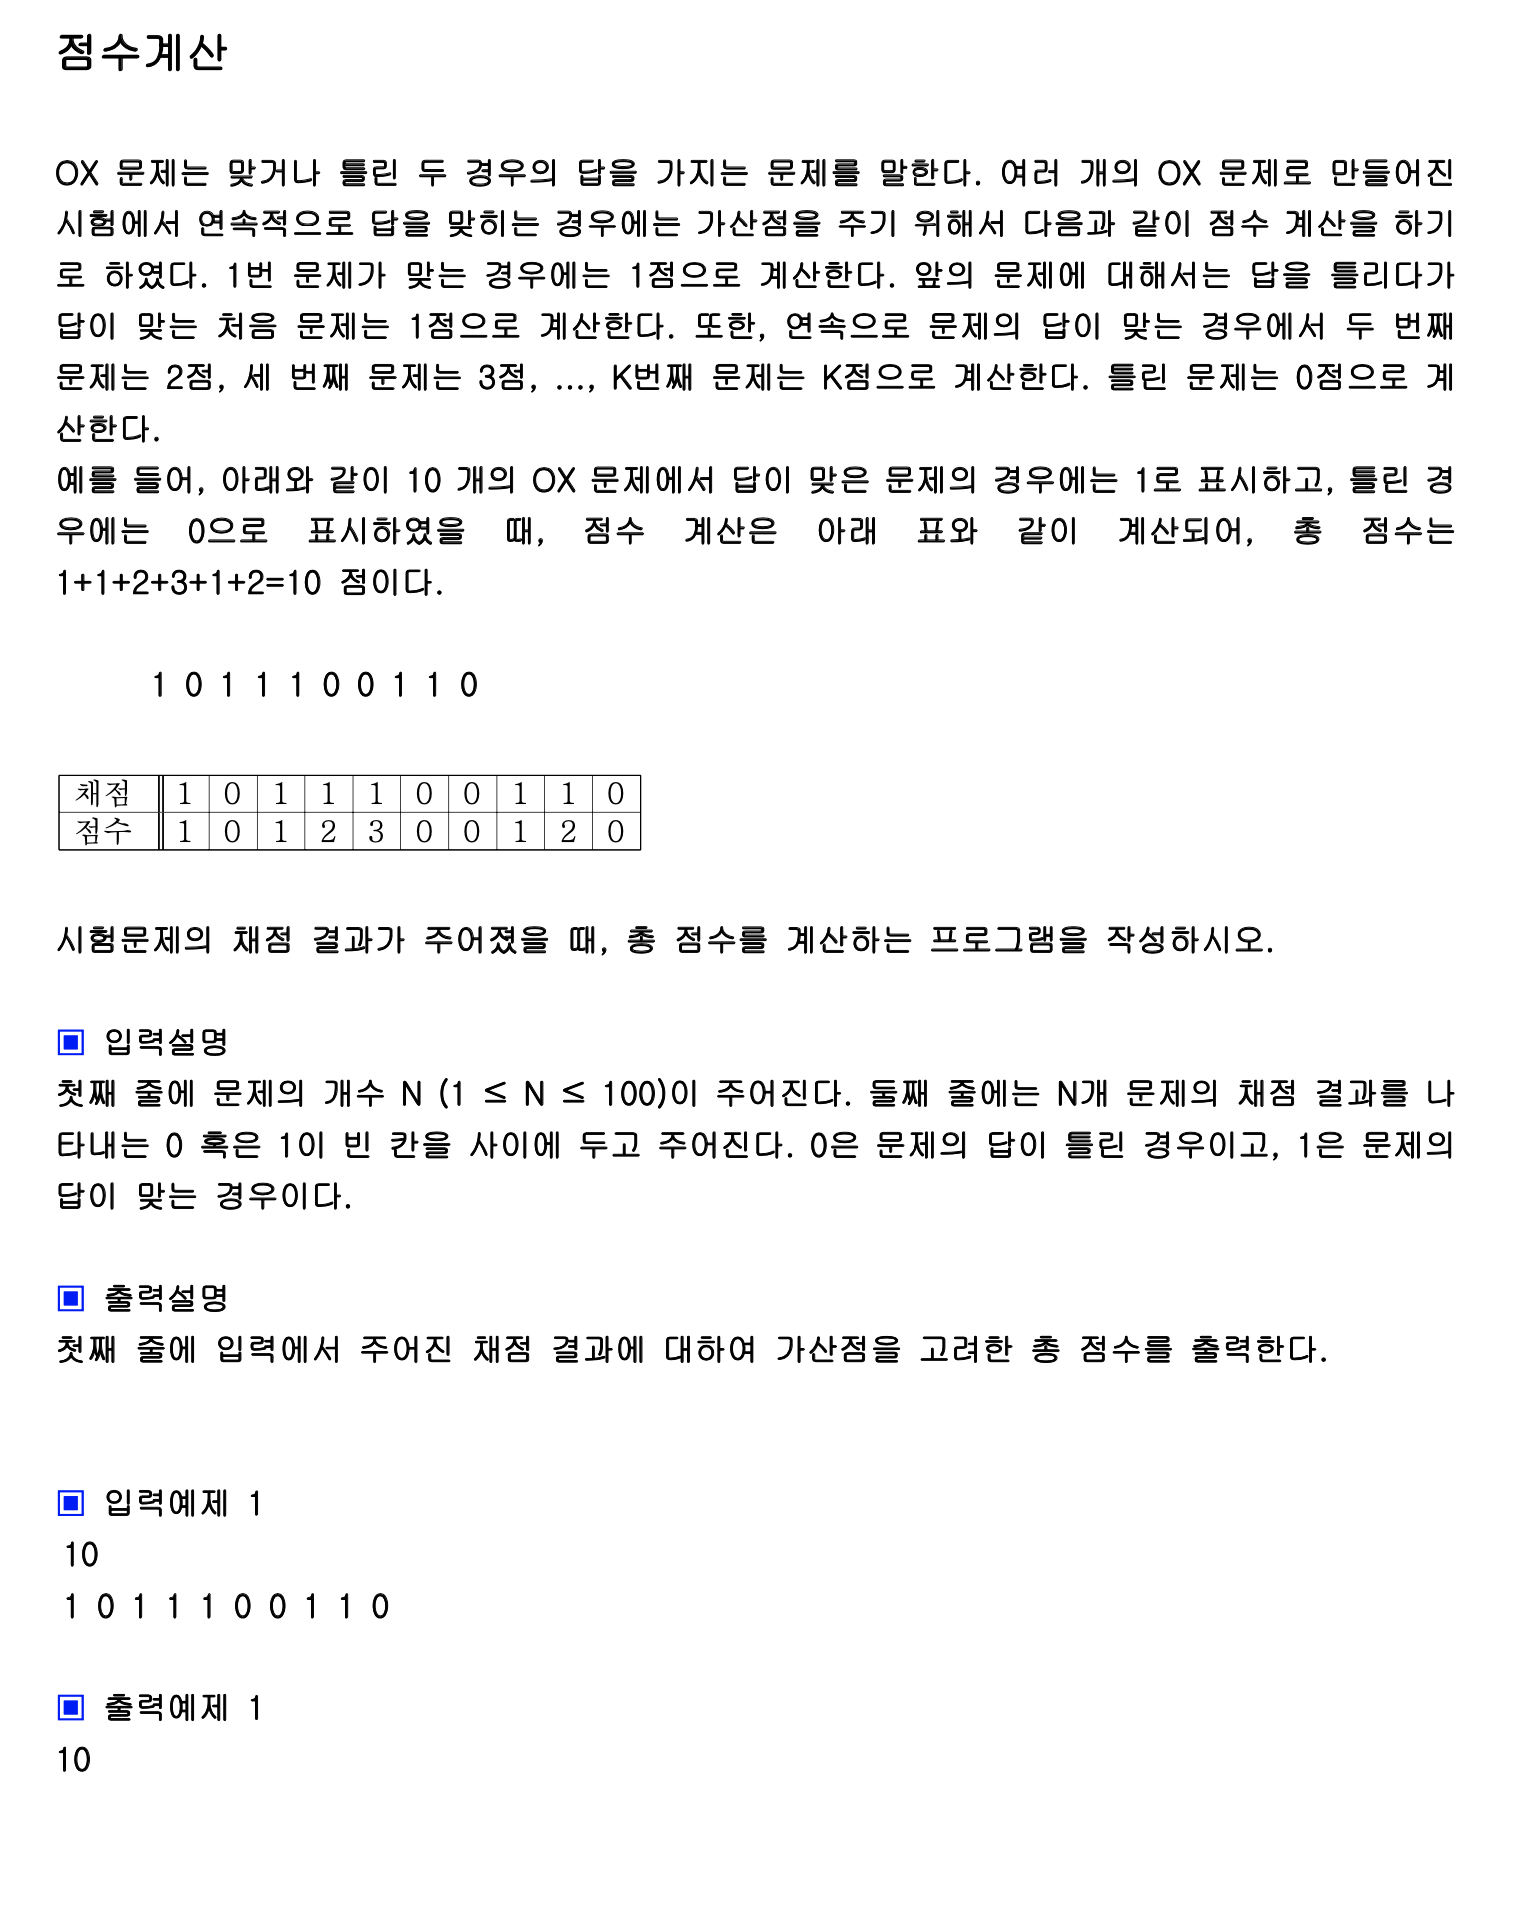 점수계산
OX 문제는 맞거나 틀린 두 경우의 답을 가지는 문제를 말한다. 여러 개의 OX 문제로 만들어진
시험에서 연속적으로 답을 맞히는 경우에는 가산점을 주기 위해서 다음과 같이 점수 계산을 하기
로 하였다. 1번 문제가 맞는 경우에는 1점으로 계산한다. 앞의 문제에 대해서는 답을 틀리다가
답이 맞는 처음 문제는 1점으로 계산한다. 또한, 연속으로 문제의 답이 맞는 경우에서 두 번째
문제는 2점, 세 번째 문제는 3점, ..., K번째 문제는 K점으로 계산한다. 틀린 문제는 0점으로 계
산한다.
예를 들어, 아래와 같이 10 개의 OX 문제에서 답이 맞은 문제의 경우에는 1로 표시하고, 틀린 경
우에는 0으로 표시하였을 때, 점수 계산은 아래 표와 같이 계산되어, 총 점수는
1+1+2+3+1+2=10 점이다.
1 0 1 1 1 0 0 1 1 0
채점 1 0 1 1 1 0 0 1 1 0
점수 1 0 1 2 3 0 0 1 2 0
시험문제의 채점 결과가 주어졌을 때, 총 점수를 계산하는 프로그램을 작성하시오.
▣ 입력설명
첫째 줄에 문제의 개수 N (1 ≤ N ≤ 100)이 주어진다. 둘째 줄에는 N개 문제의 채점 결과를 나
타내는 0 혹은 1이 빈 칸을 사이에 두고 주어진다. 0은 문제의 답이 틀린 경우이고, 1은 문제의
답이 맞는 경우이다.
▣ 출력설명
첫째 줄에 입력에서 주어진 채점 결과에 대하여 가산점을 고려한 총 점수를 출력한다.
▣ 입력예제 1
10
1 0 1 1 1 0 0 1 1 0
▣ 출력예제 1
10